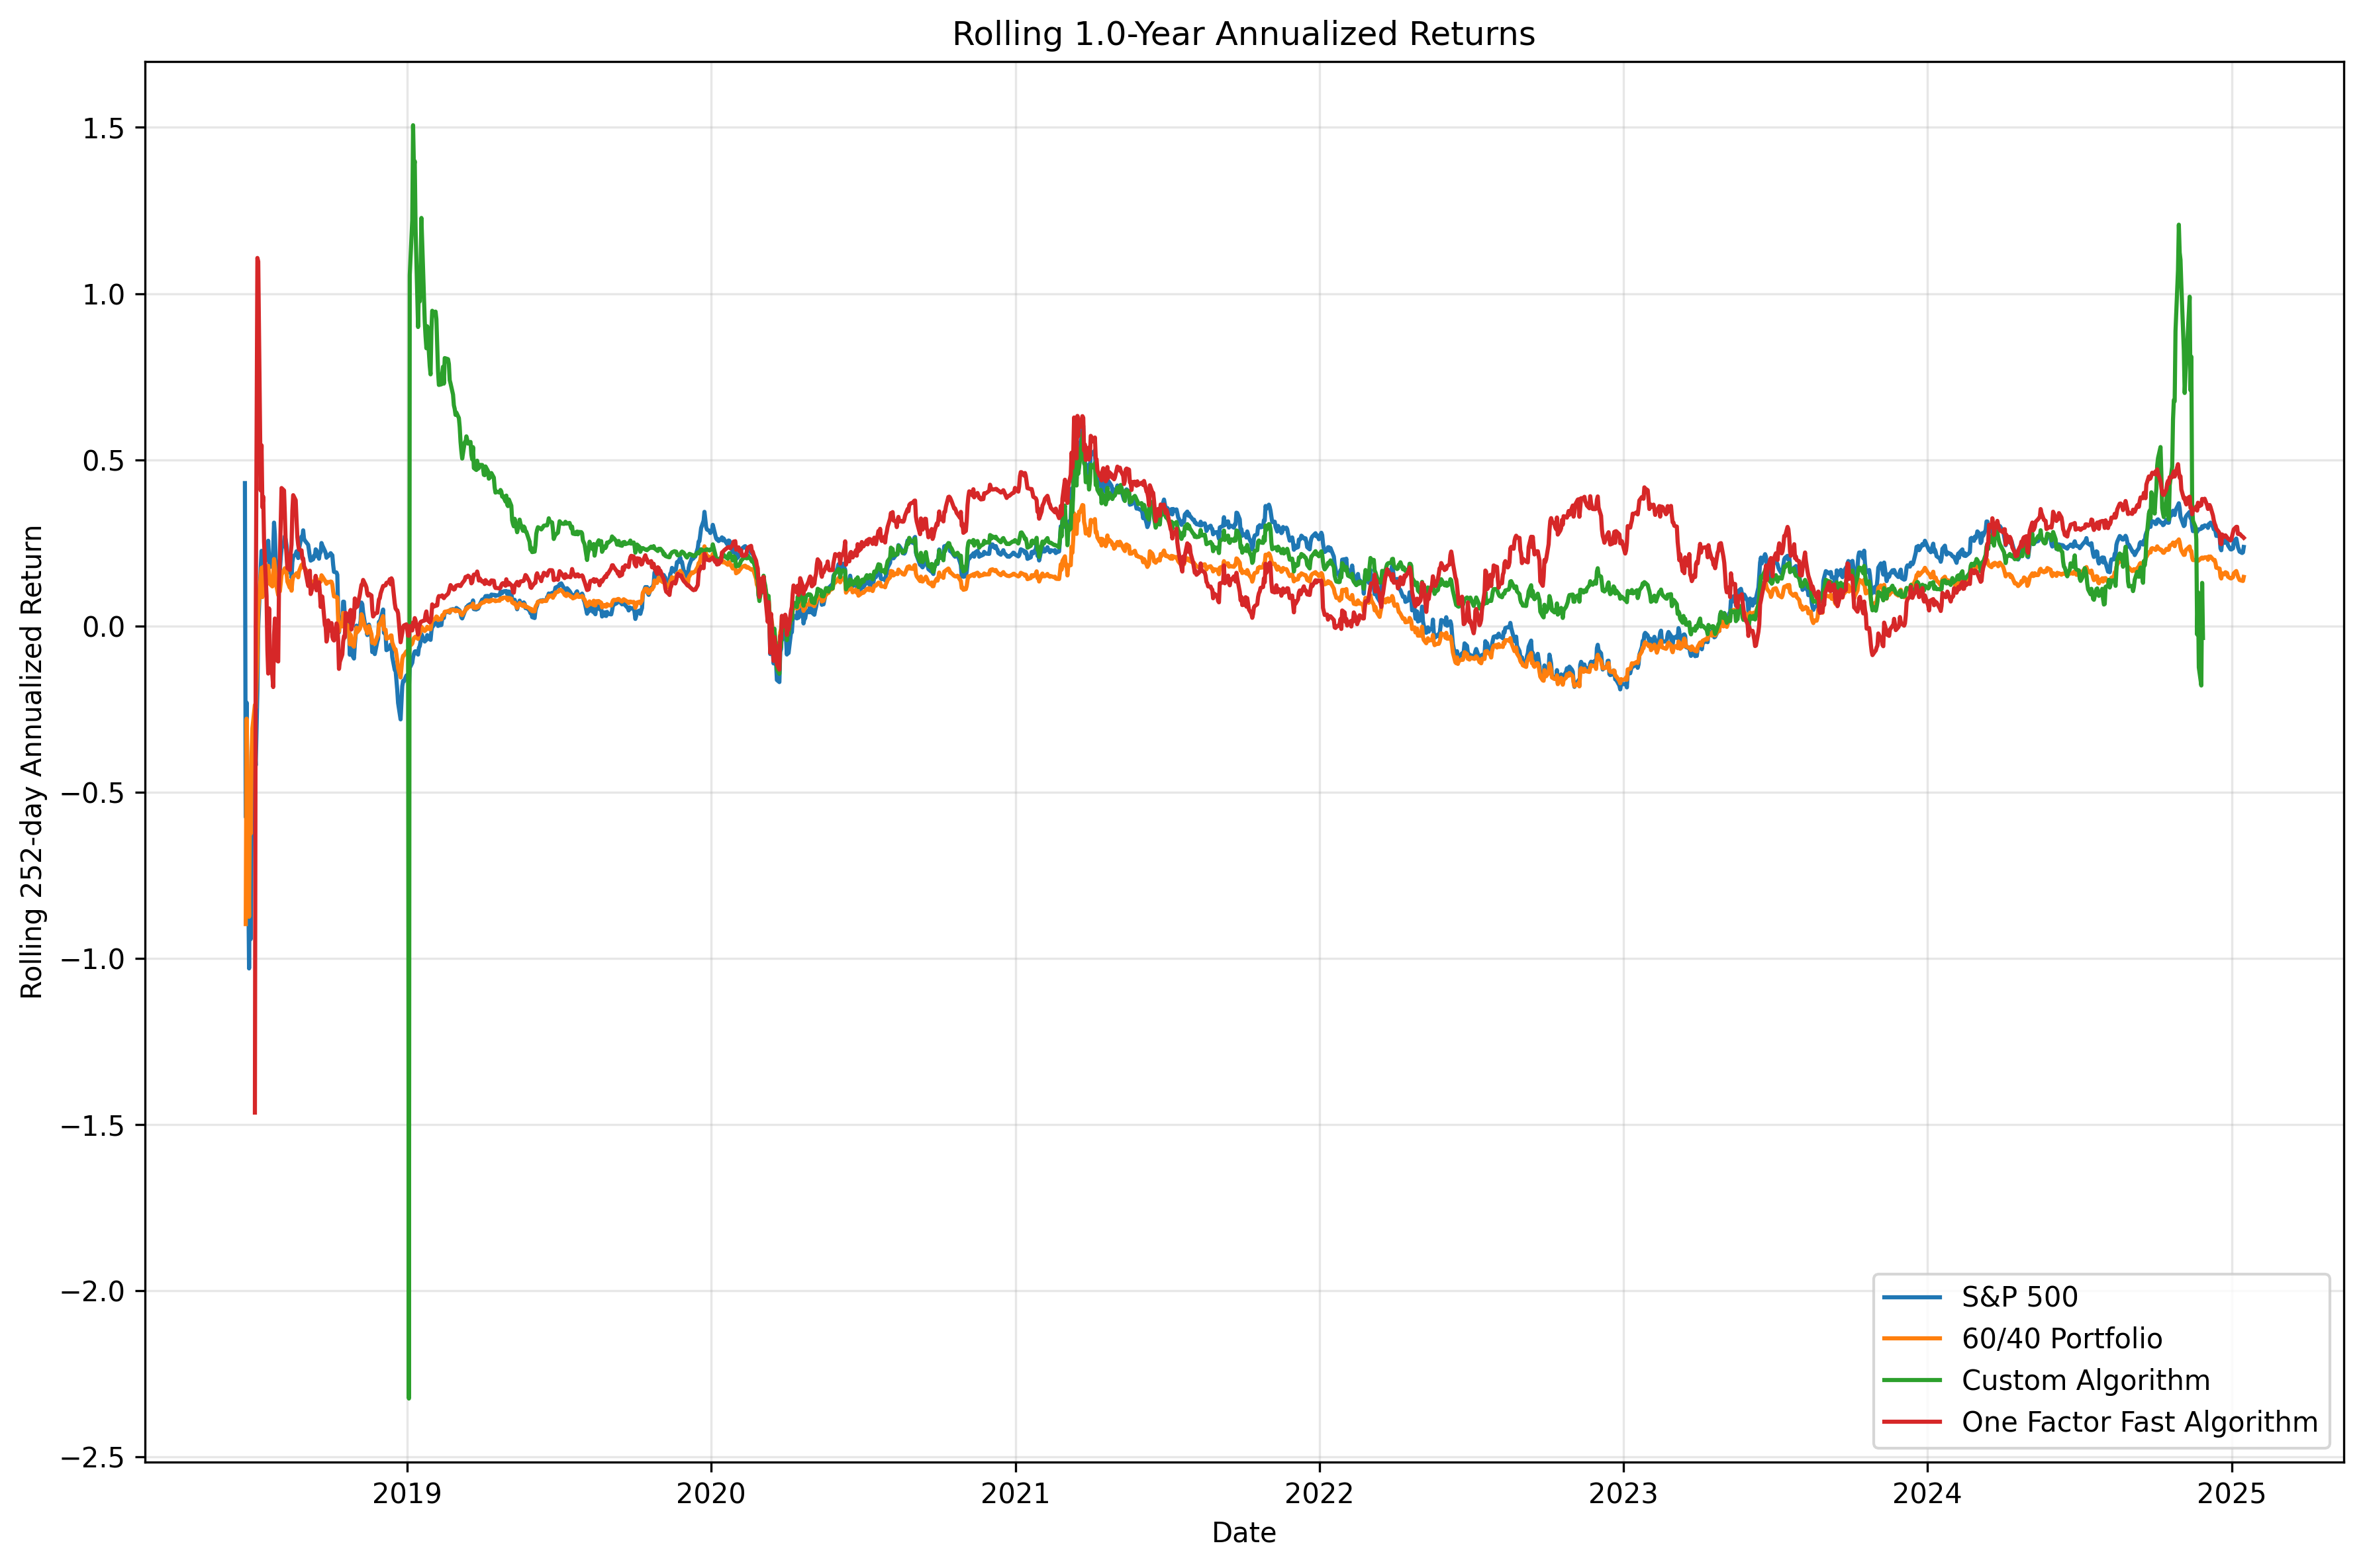 Rolling 1.0-Year Annualized Returns
Rolling 252-day Annualized Return
1.5
1.0
0.5
0.0
−0.5
−1.0
−1.5
−2.0
−2.5
2019
2020
2021
2022
2023
2024
2025
Date
S&P 500
60/40 Portfolio
Custom Algorithm
One Factor Fast Algorithm